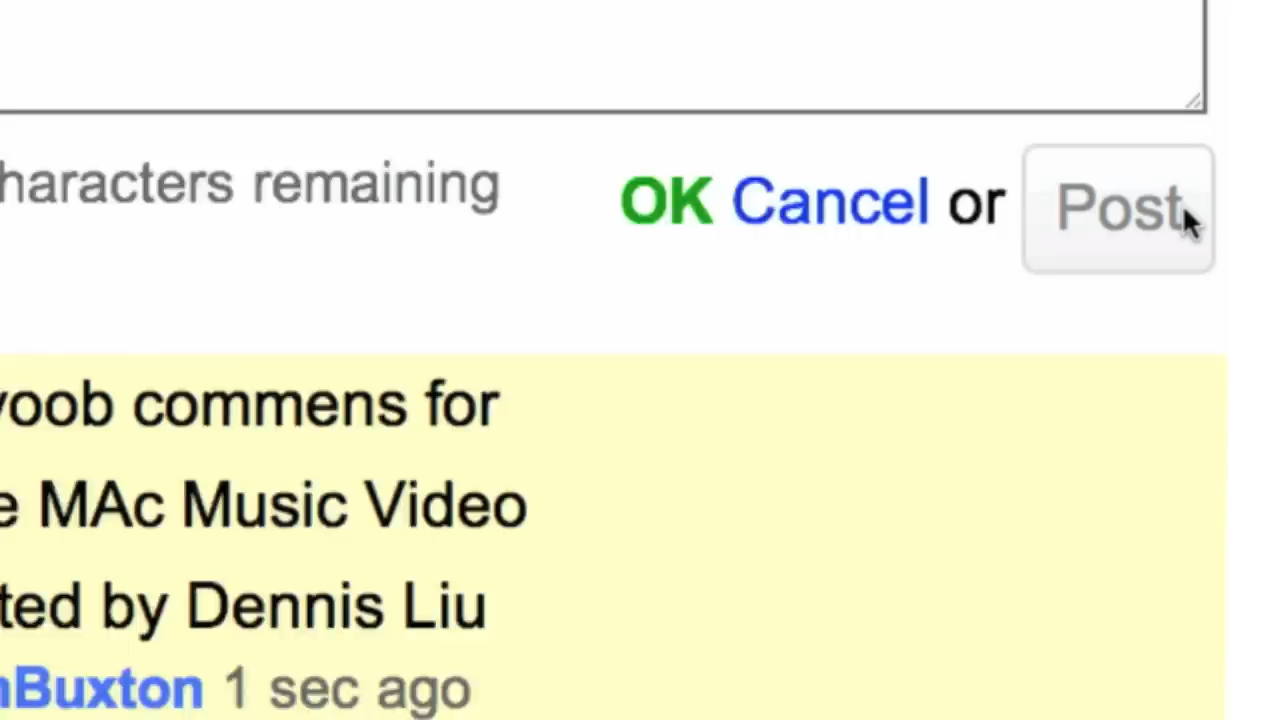 haracters remaining OK Cancel or Post
yoob commens for
e MAc Music Video
ted by Dennis Liu
nBuxton 1 sec ago